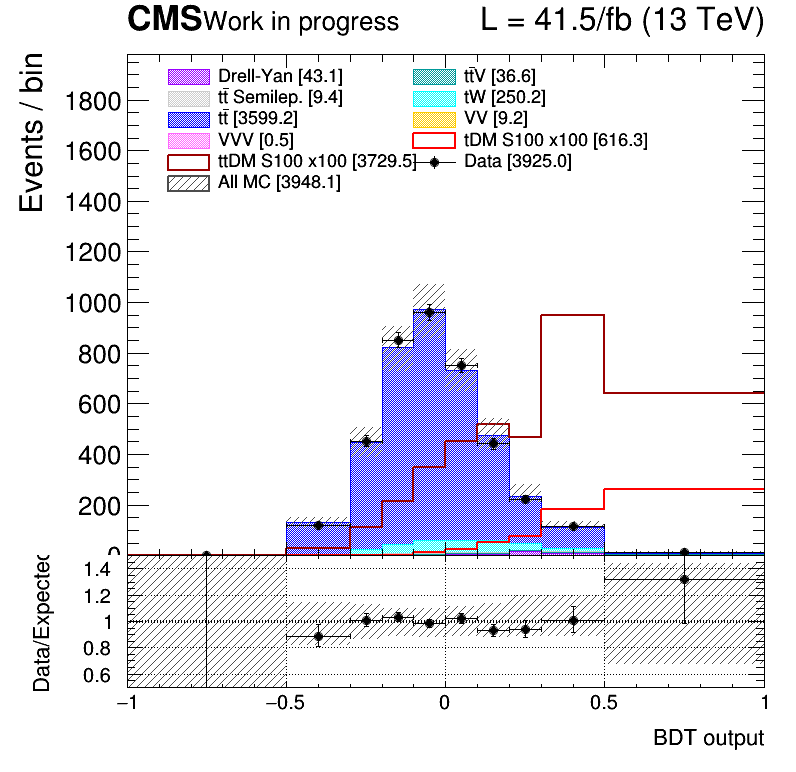 CMS Work in progress L = 41.5/fb (13 TeV)
Events / bin
Drell-Yan [43.1] tt̄V [36.6]
tt̄ Semilep. [9.4] tW [250.2]
tt̄ [3599.2] VV [9.2]
VVV [0.5] tDM S100 x100 [616.3]
ttDM S100 x100 [3729.5] Data [3925.0]
All MC [3948.1]
1800
1600
1400
1200
1000
800
600
400
200
0
Data/Expected
1.4
1.2
1
0.8
0.6
−1 −0.5 0 0.5 1
BDT output